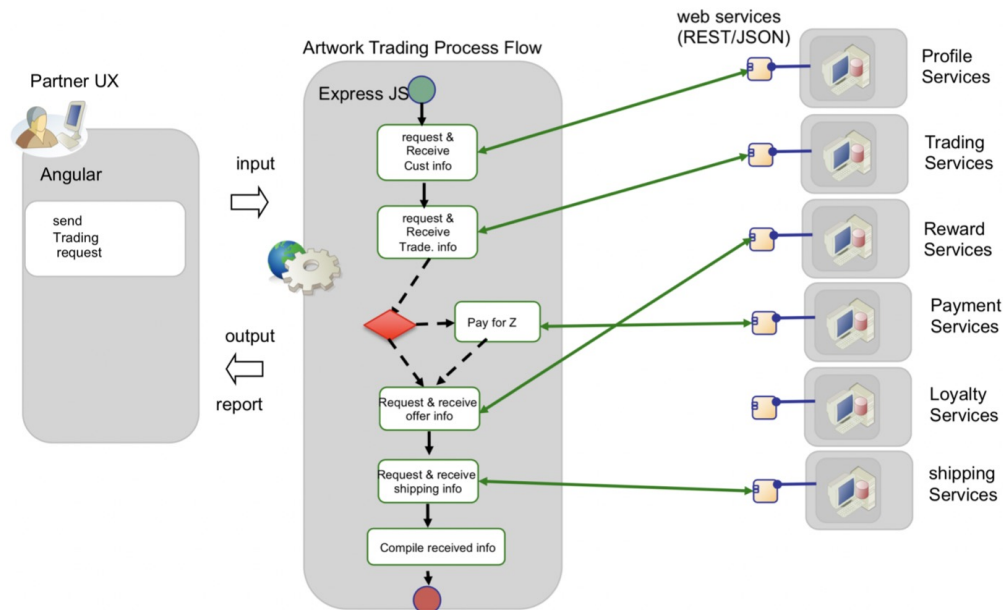 web services
(REST/JSON)
Artwork Trading Process Flow
Partner UX
Express JS
Profile
Services
request &
Receive
Cust info
input
Angular
send
Trading
request
Trading
Services
request &
Receive
Trade. info
Reward
Services
Pay for Z
Payment
Services
output
report
Request & receive
offer info
Loyalty
Services
Request & receive
shipping info
shipping
Services
Compile received info